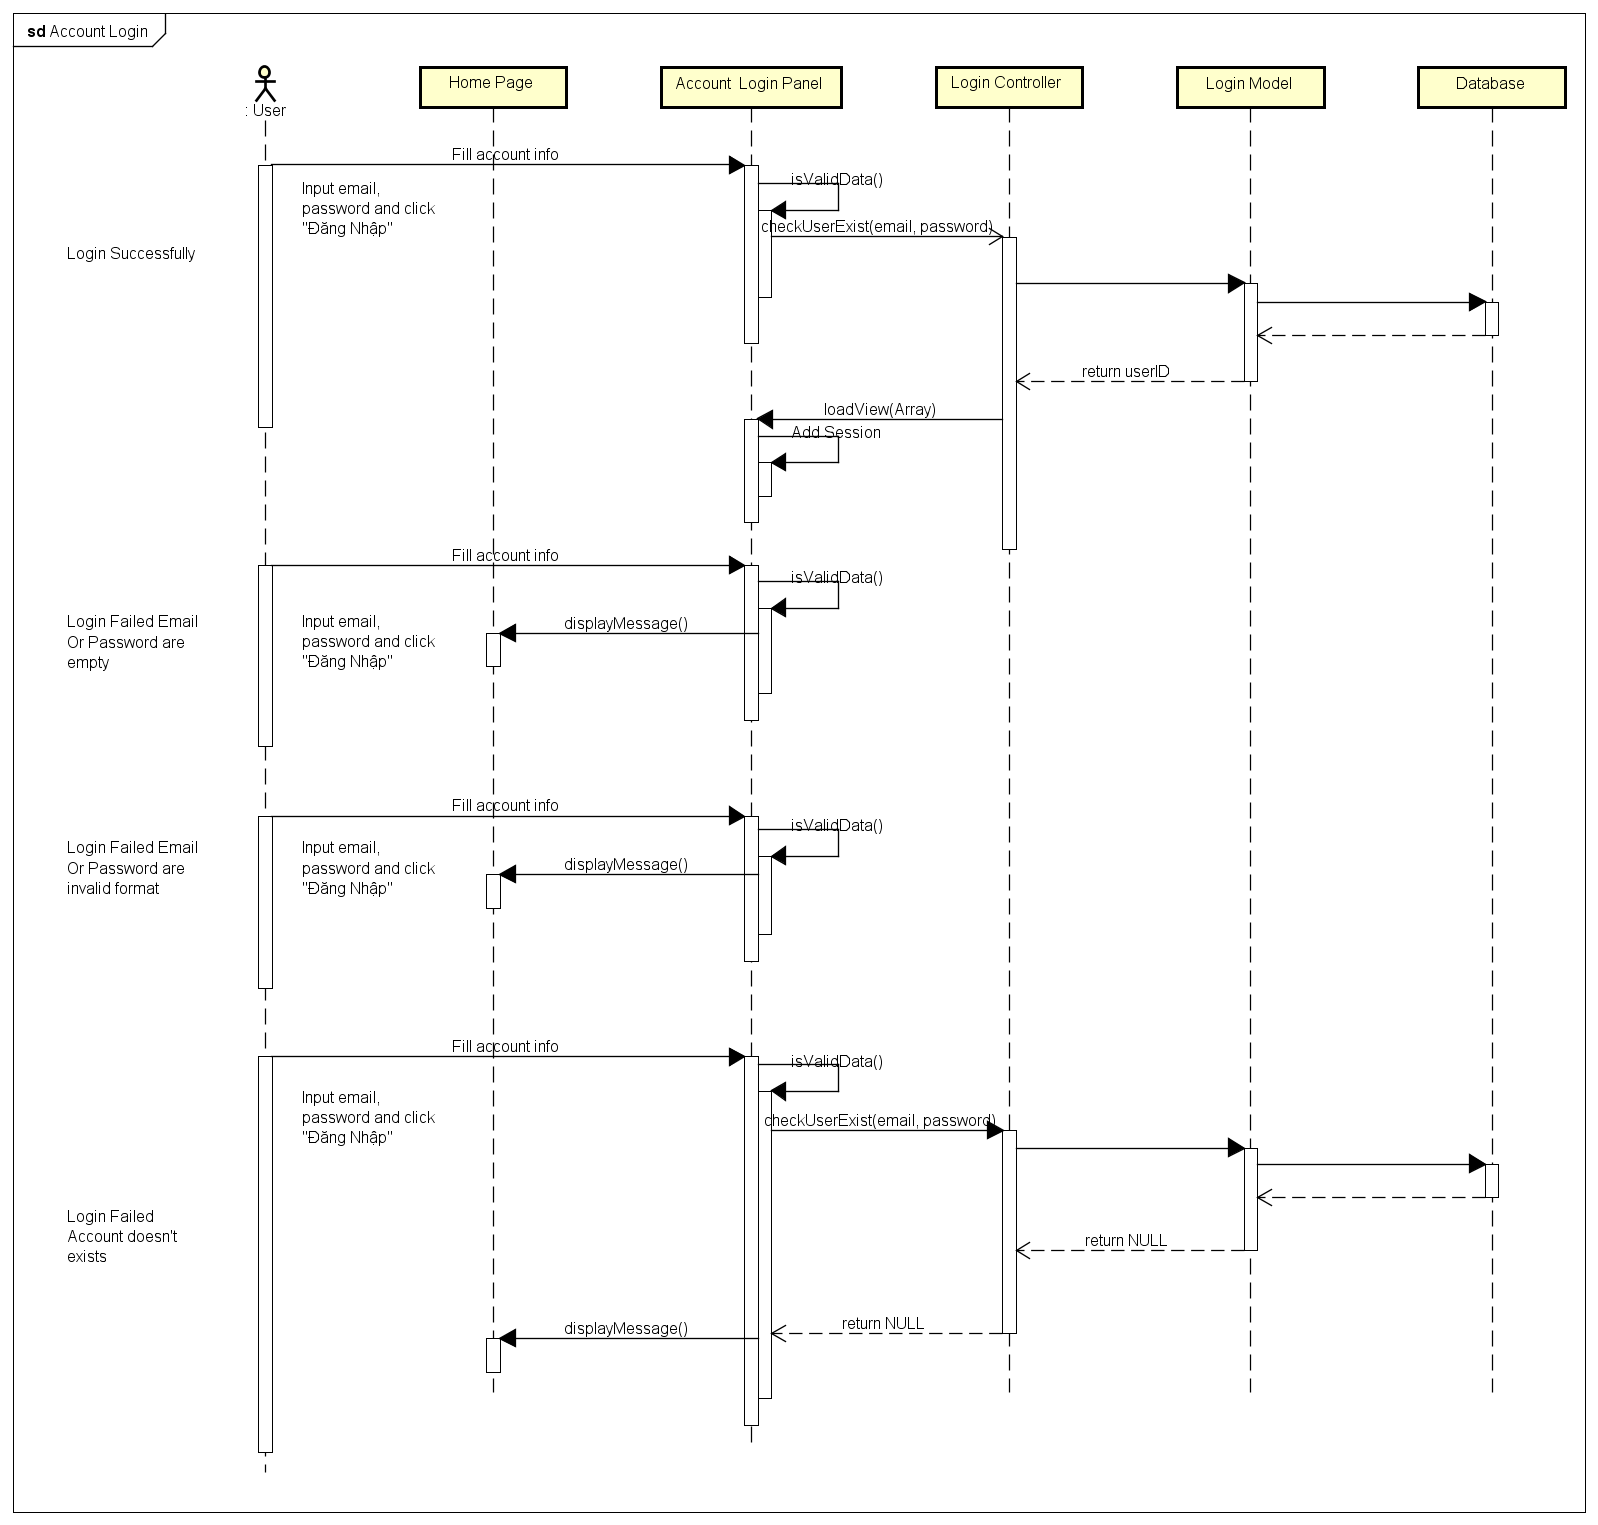 sd Account Login
: User
Home Page
Account Login Panel
Login Controller
Login Model
Database
Fill account info
isValidData()
Input email,
password and click
"Đăng Nhập"
checkUserExist(email, password)
Login Successfully
return userID
loadView(Array)
Add Session
Fill account info
isValidData()
Login Failed Email
Or Password are
empty
Input email,
password and click
"Đăng Nhập"
displayMessage()
Fill account info
isValidData()
Login Failed Email
Or Password are
invalid format
Input email,
password and click
"Đăng Nhập"
displayMessage()
Fill account info
isValidData()
Input email,
password and click
"Đăng Nhập"
checkUserExist(email, password)
Login Failed
Account doesn't
exists
return NULL
return NULL
displayMessage()